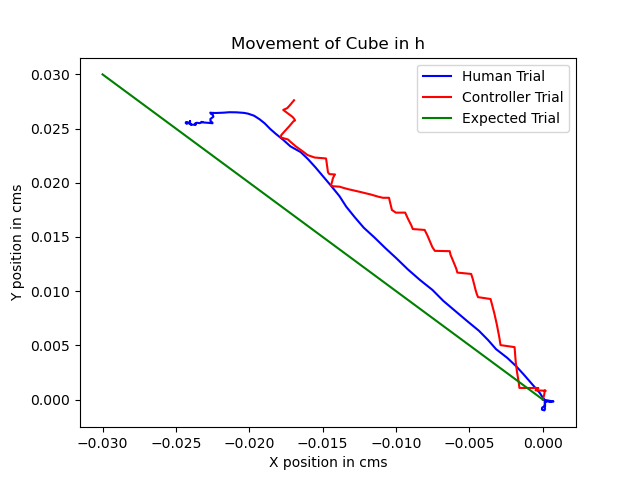 Movement of Cube in h
Human Trial
Controller Trial
Expected Trial
0.030
0.025
0.020
0.015
0.010
0.005
0.000
Y position in cms
−0.030 −0.025 −0.020 −0.015 −0.010 −0.005 0.000
X position in cms